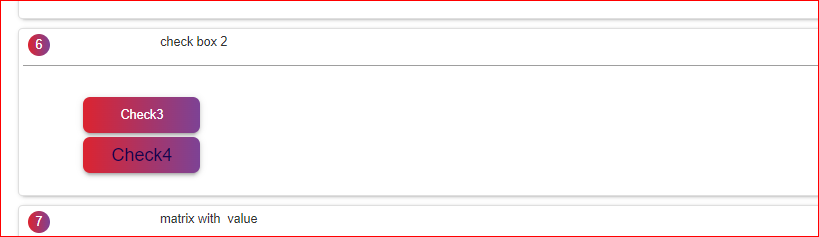 6 check box 2
Check3
Check4
7 matrix with  value